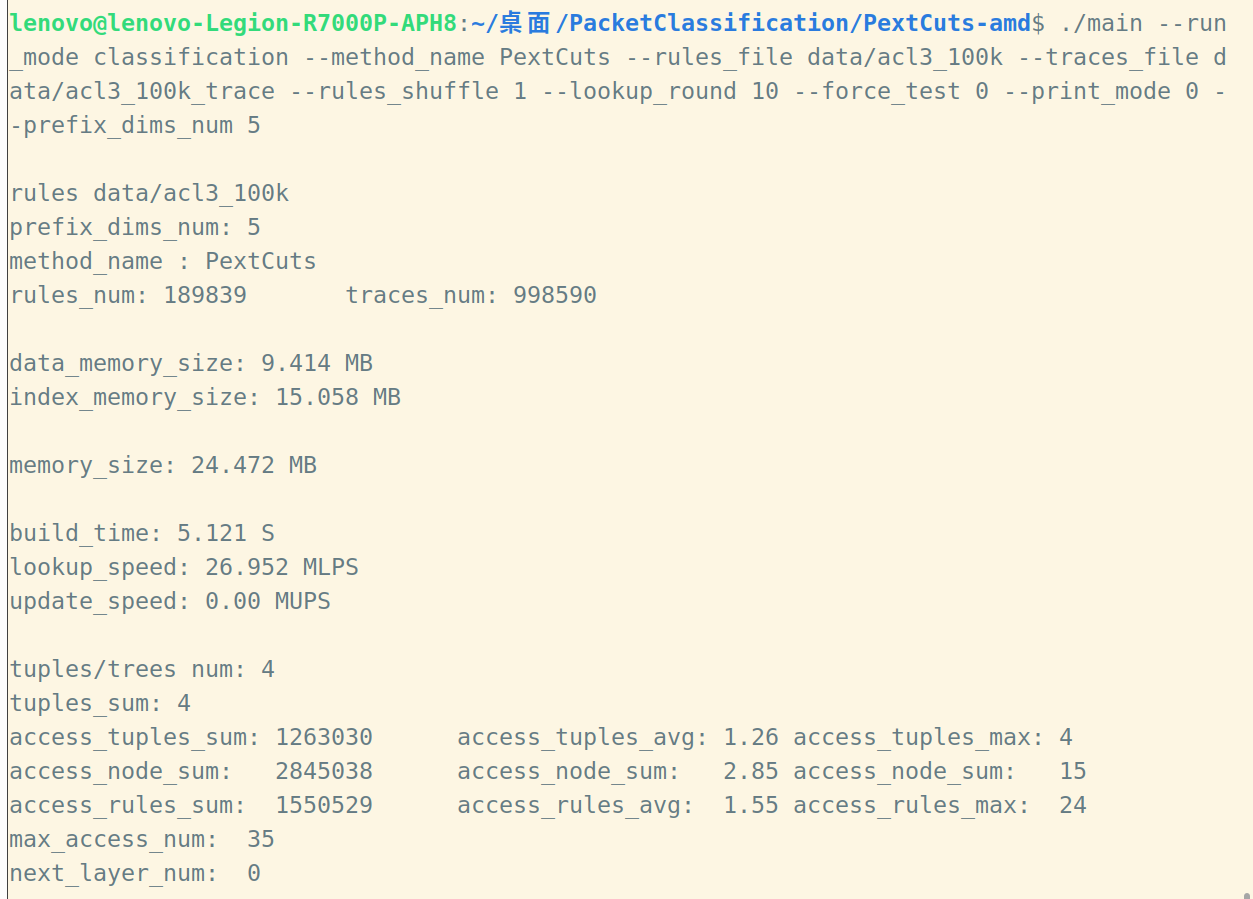 lenovo@lenovo-Legion-R7000P-APH8:~/桌面/PacketClassification/PextCuts-amd$ ./main --run
_mode classification --method_name PextCuts --rules_file data/acl3_100k --traces_file d
ata/acl3_100k_trace --rules_shuffle 1 --lookup_round 10 --force_test 0 --print_mode 0 -
-prefix_dims_num 5
rules data/acl3_100k
prefix_dims_num: 5
method_name : PextCuts
rules_num: 189839       traces_num: 998590
data_memory_size: 9.414 MB
index_memory_size: 15.058 MB
memory_size: 24.472 MB
build_time: 5.121 S
lookup_speed: 26.952 MLPS
update_speed: 0.00 MUPS
tuples/trees num: 4
tuples_sum: 4
access_tuples_sum: 1263030      access_tuples_avg: 1.26 access_tuples_max: 4
access_node_sum:   2845038      access_node_sum:   2.85 access_node_sum:   15
access_rules_sum:  1550529      access_rules_avg:  1.55 access_rules_max:  24
max_access_num:  35
next_layer_num:  0